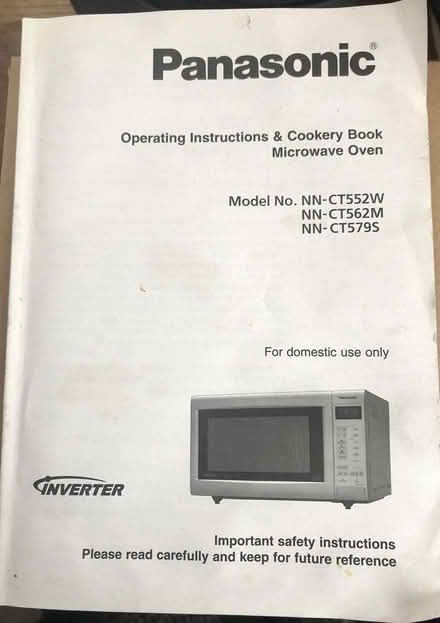 Panasonic®
Operating Instructions & Cookery Book
Microwave Oven
Model No. NN-CT552W
NN-CT562M
NN-CT579S
For domestic use only
Panasonic
INVERTER
Important safety instructions
Please read carefully and keep for future reference